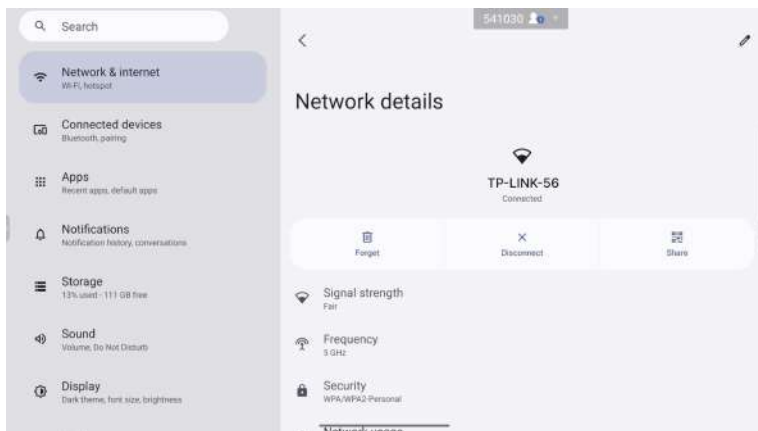 541030
Search
Network & internet
Wi-Fi, hotspot
Connected devices
Bluetooth, pairing
Apps
Recent apps, default apps
Notifications
Notification history, conversations
Storage
13% used - 111 GB free
Sound
Volume, Do Not Disturb
Display
Dark theme, font size, brightness
Network details
TP-LINK-56
Connected
Forget
Disconnect
Share
Signal strength
Fair
Frequency
5 GHz
Security
WPA/WPA2-Personal
Network usage